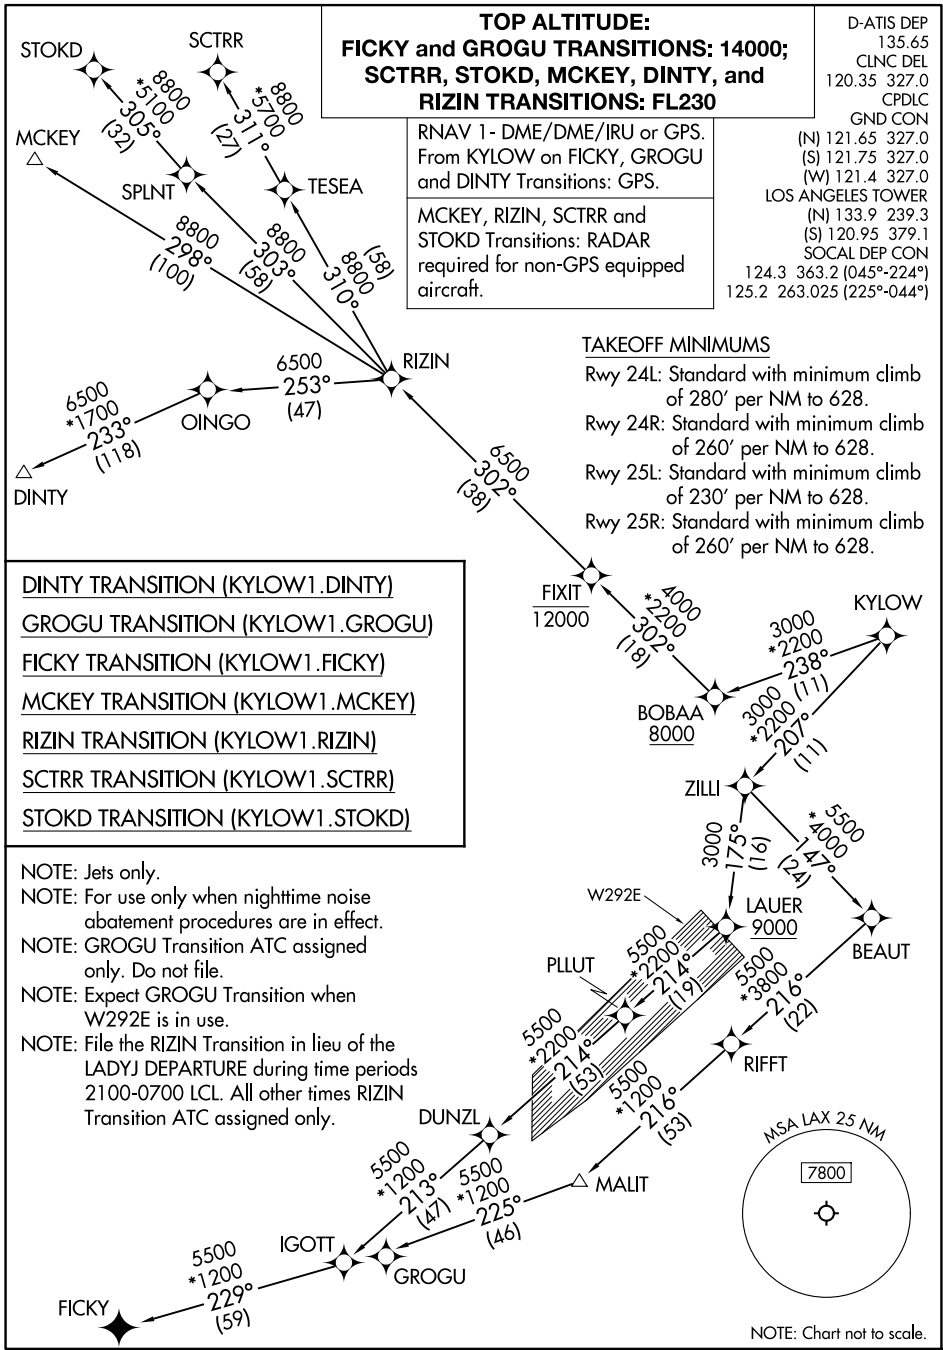 TOP ALTITUDE:
FICKY and GROGU TRANSITIONS: 14000;
SCTRR, STOKD, MCKEY, DINTY, and
RIZIN TRANSITIONS: FL230
D-ATIS DEP
135.65
CLNC DEL
120.35 327.0
CPDLC
GND CON
(N) 121.65 327.0
(S) 121.75 327.0
(W) 121.4 327.0
LOS ANGELES TOWER
(N) 133.9 239.3
(S) 120.95 379.1
SOCAL DEP CON
124.3 363.2 (045°-224°)
125.2 263.025 (225°-044°)
RNAV 1- DME/DME/IRU or GPS.
From KYLOW on FICKY, GROGU
and DINTY Transitions: GPS.
MCKEY, RIZIN, SCTRR and
STOKD Transitions: RADAR
required for non-GPS equipped
aircraft.
STOKD
SCTRR
8800
*5100
305°
(32)
8800
*5700
311°
(27)
MCKEY
SPLNT
TESEA
8800
298°
(100)
8800
303°
(58)
8800
310°
(58)
RIZIN
6500
253°
(47)
OINGO
6500
*1700
233°
(118)
DINTY
6500
302°
(38)
TAKEOFF MINIMUMS
Rwy 24L: Standard with minimum climb
of 280' per NM to 628.
Rwy 24R: Standard with minimum climb
of 260' per NM to 628.
Rwy 25L: Standard with minimum climb
of 230' per NM to 628.
Rwy 25R: Standard with minimum climb
of 260' per NM to 628.
DINTY TRANSITION (KYLOW1.DINTY)
GROGU TRANSITION (KYLOW1.GROGU)
FICKY TRANSITION (KYLOW1.FICKY)
MCKEY TRANSITION (KYLOW1.MCKEY)
RIZIN TRANSITION (KYLOW1.RIZIN)
SCTRR TRANSITION (KYLOW1.SCTRR)
STOKD TRANSITION (KYLOW1.STOKD)
FIXIT
12000
4000
*2200
302°
(18)
KYLOW
3000
*2200
238°
(11)
BOBAA
8000
3000
*2200
207°
(11)
ZILLI
3000
175°
(16)
5500
*4000
147°
(24)
W292E
LAUER
9000
BEAUT
PLLUT
5500
*2200
214°
(19)
5500
*3800
216°
(22)
5500
*2200
214°
(53)
RIFFT
5500
*1200
216°
(53)
DUNZL
MALIT
5500
*1200
213°
(47)
5500
*1200
225°
(46)
IGOTT
GROGU
5500
*1200
229°
(59)
FICKY
NOTE: Jets only.
NOTE: For use only when nighttime noise
abatement procedures are in effect.
NOTE: GROGU Transition ATC assigned
only. Do not file.
NOTE: Expect GROGU Transition when
W292E is in use.
NOTE: File the RIZIN Transition in lieu of the
LADYJ DEPARTURE during time periods
2100-0700 LCL. All other times RIZIN
Transition ATC assigned only.
MSA LAX 25 NM
7800
NOTE: Chart not to scale.